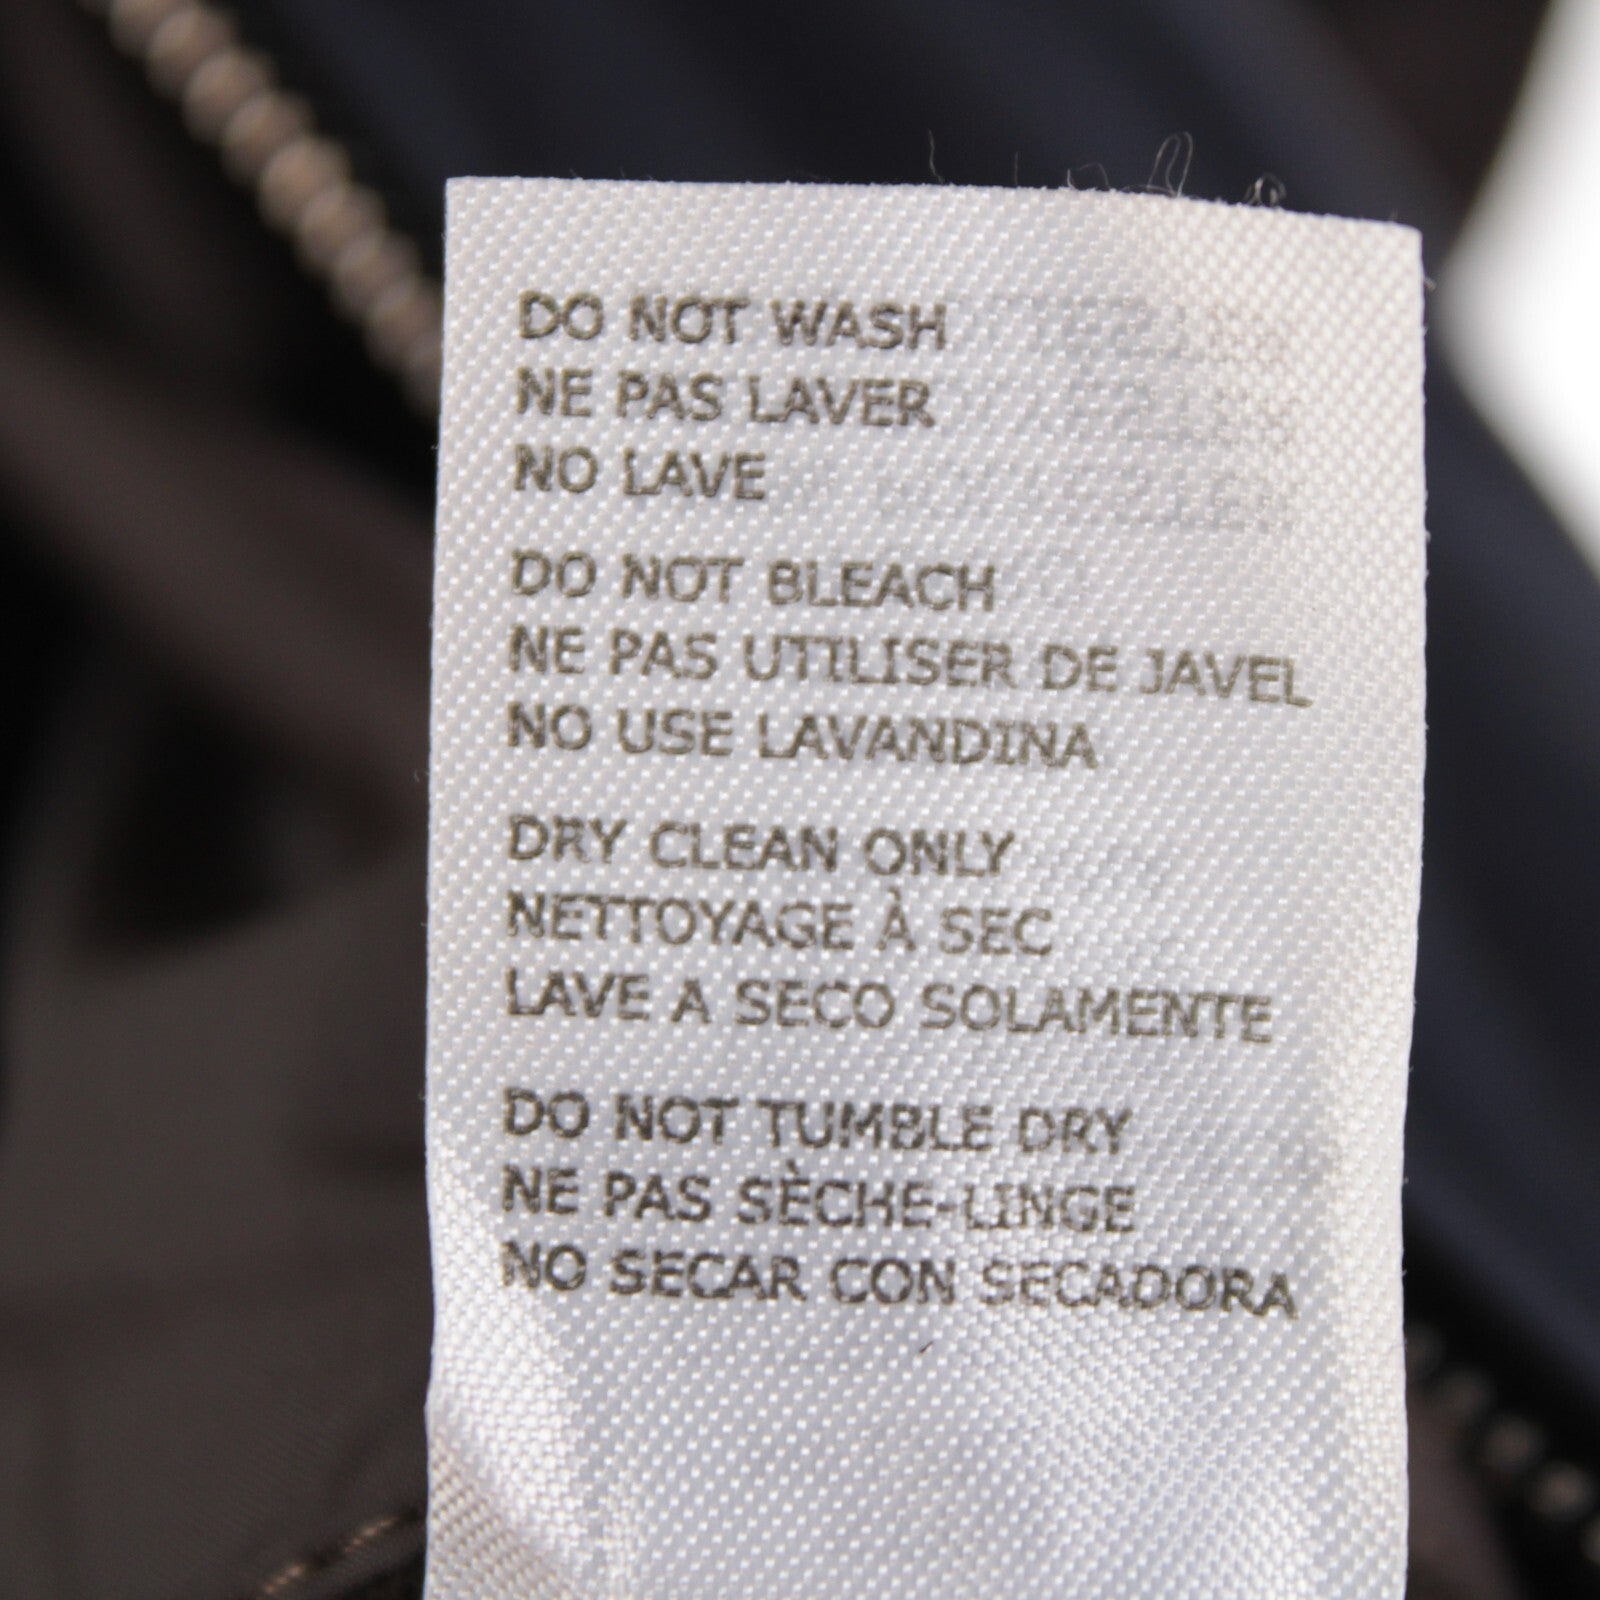 DO NOT WASH
NE PAS LAVER
NO LAVE
DO NOT BLEACH
NE PAS UTILISER DE JAVEL
NO USE LAVANDINA
DRY CLEAN ONLY
NETTOYAGE À SEC
LAVE A SECO SOLAMENTE
DO NOT TUMBLE DRY
NE PAS SÈCHE-LINGE
NO SECAR CON SECADORA